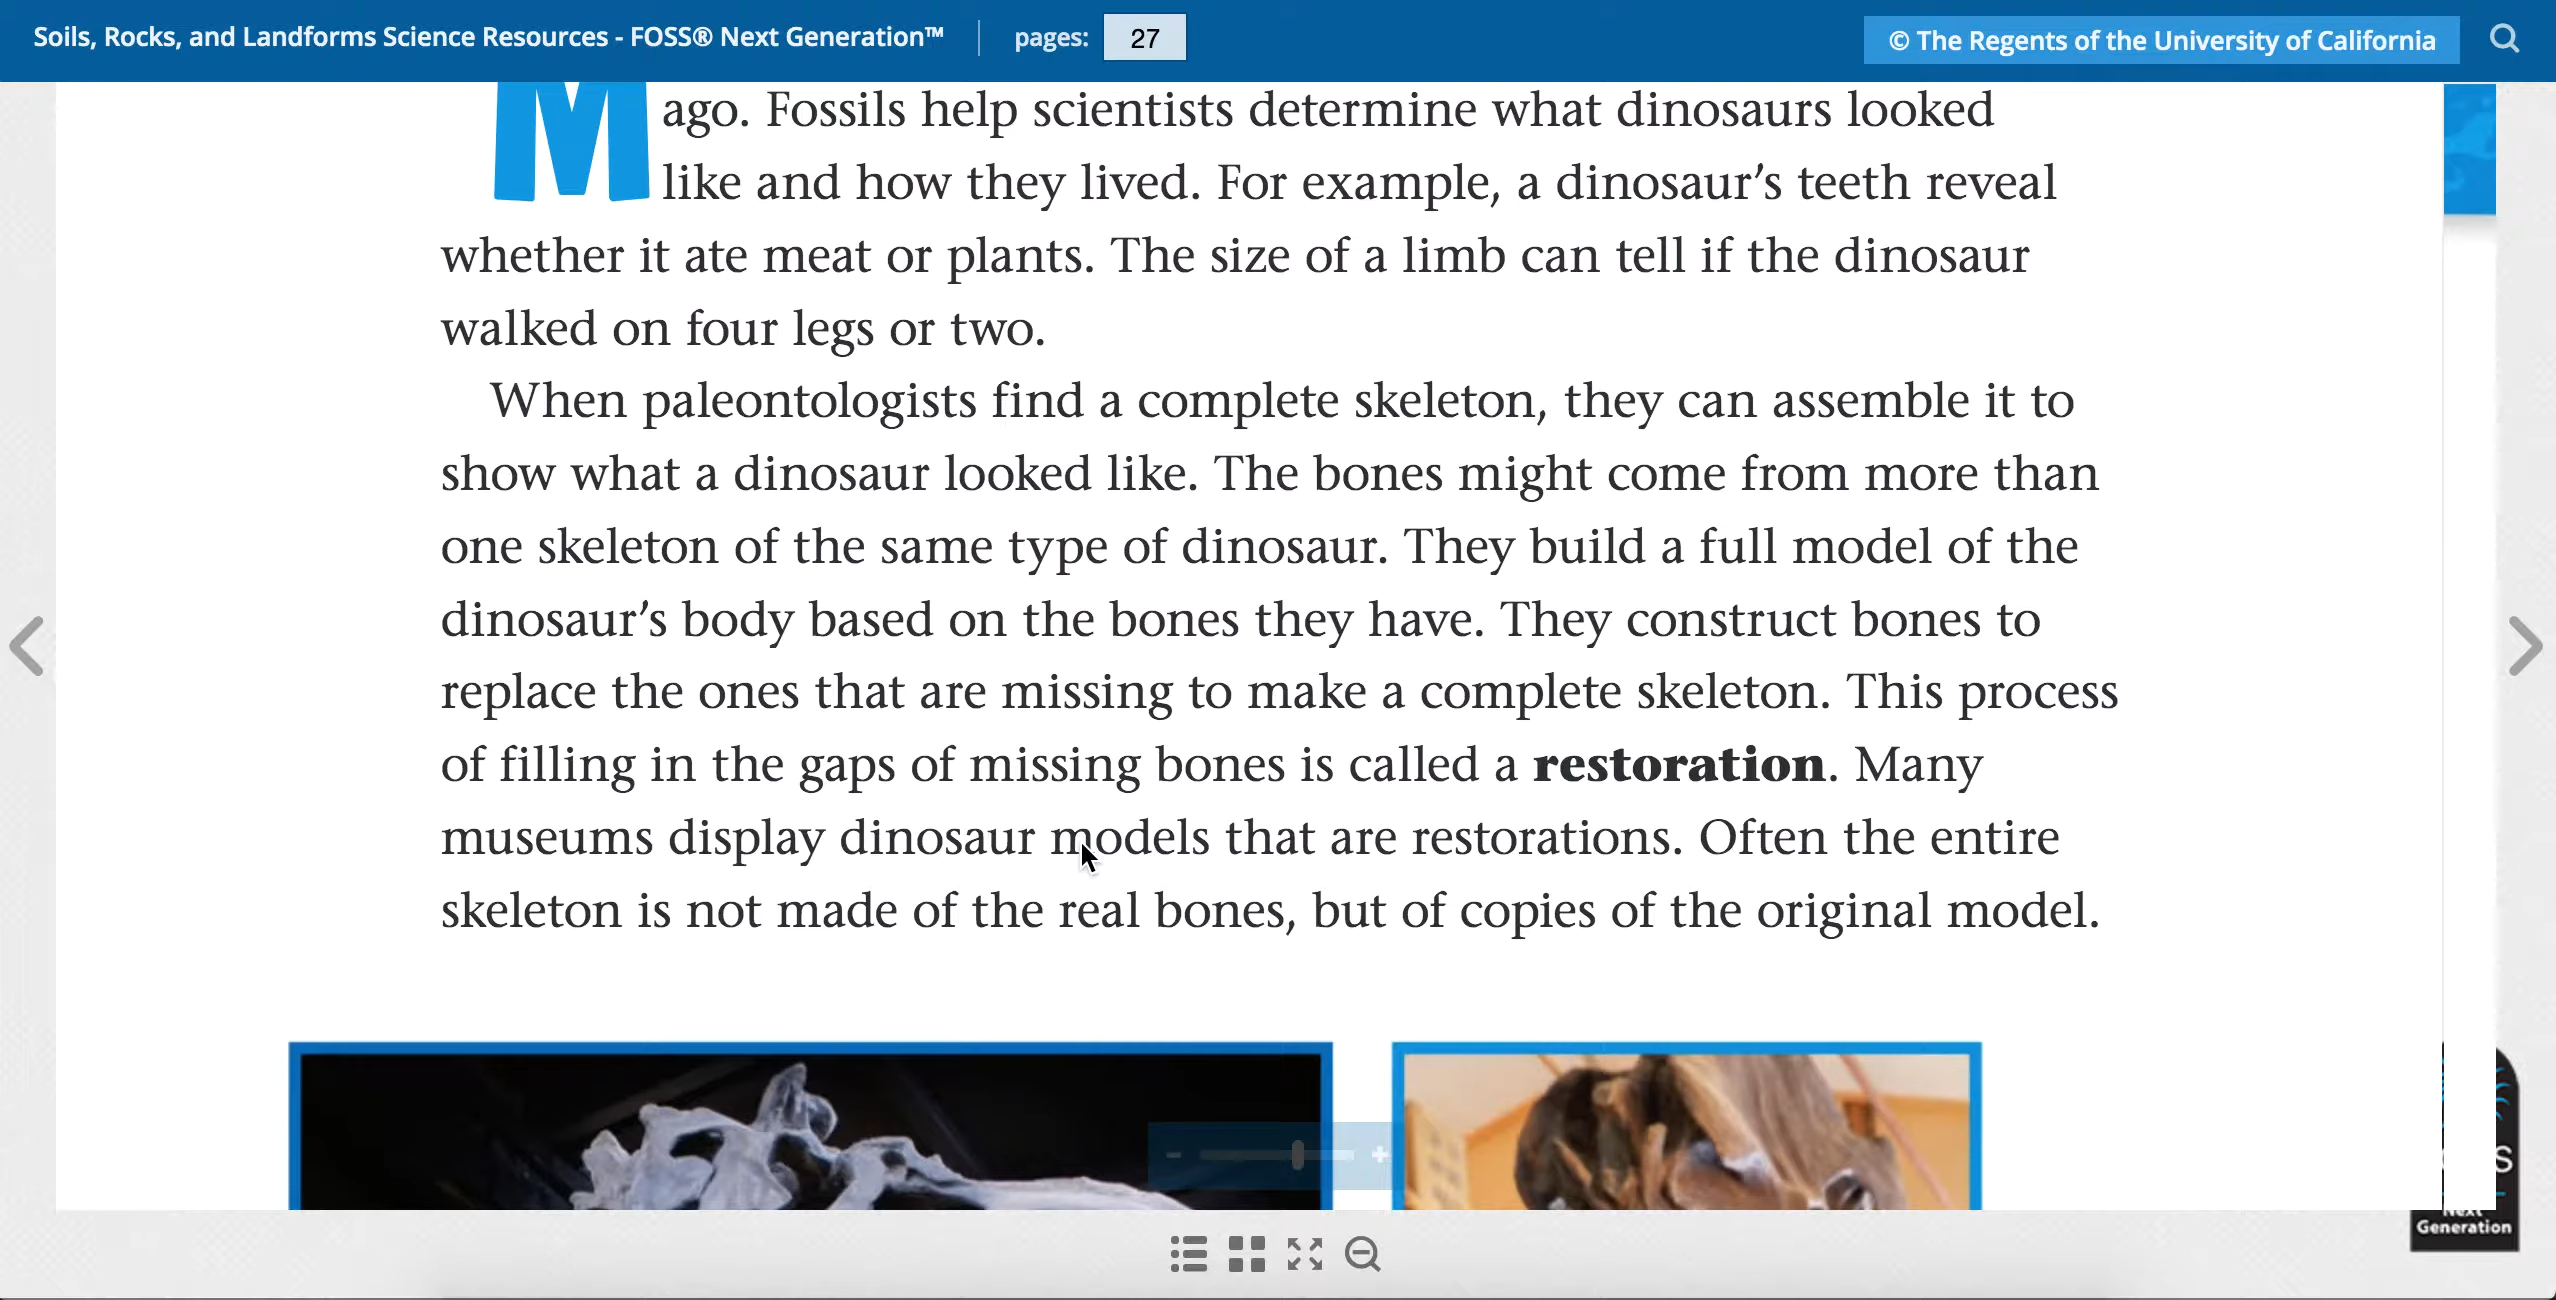 Soils, Rocks, and Landforms Science Resources - FOSS® Next Generation™ pages: 27 © The Regents of the University of California
M ago. Fossils help scientists determine what dinosaurs looked
like and how they lived. For example, a dinosaur’s teeth reveal
whether it ate meat or plants. The size of a limb can tell if the dinosaur
walked on four legs or two.
When paleontologists find a complete skeleton, they can assemble it to
show what a dinosaur looked like. The bones might come from more than
one skeleton of the same type of dinosaur. They build a full model of the
dinosaur’s body based on the bones they have. They construct bones to
replace the ones that are missing to make a complete skeleton. This process
of filling in the gaps of missing bones is called a restoration. Many
museums display dinosaur models that are restorations. Often the entire
skeleton is not made of the real bones, but of copies of the original model.
S
Next
Generation